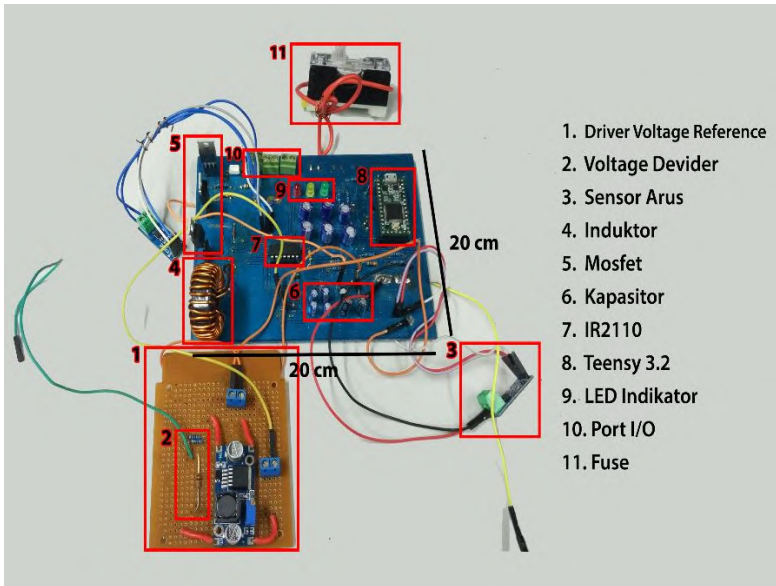 11
5
10
9
8
7
20 cm
4
6
1
3
20 cm
2
1. Driver Voltage Reference
2. Voltage Devider
3. Sensor Arus
4. Induktor
5. Mosfet
6. Kapasitor
7. IR2110
8. Teensy 3.2
9. LED Indikator
10. Port I/O
11. Fuse